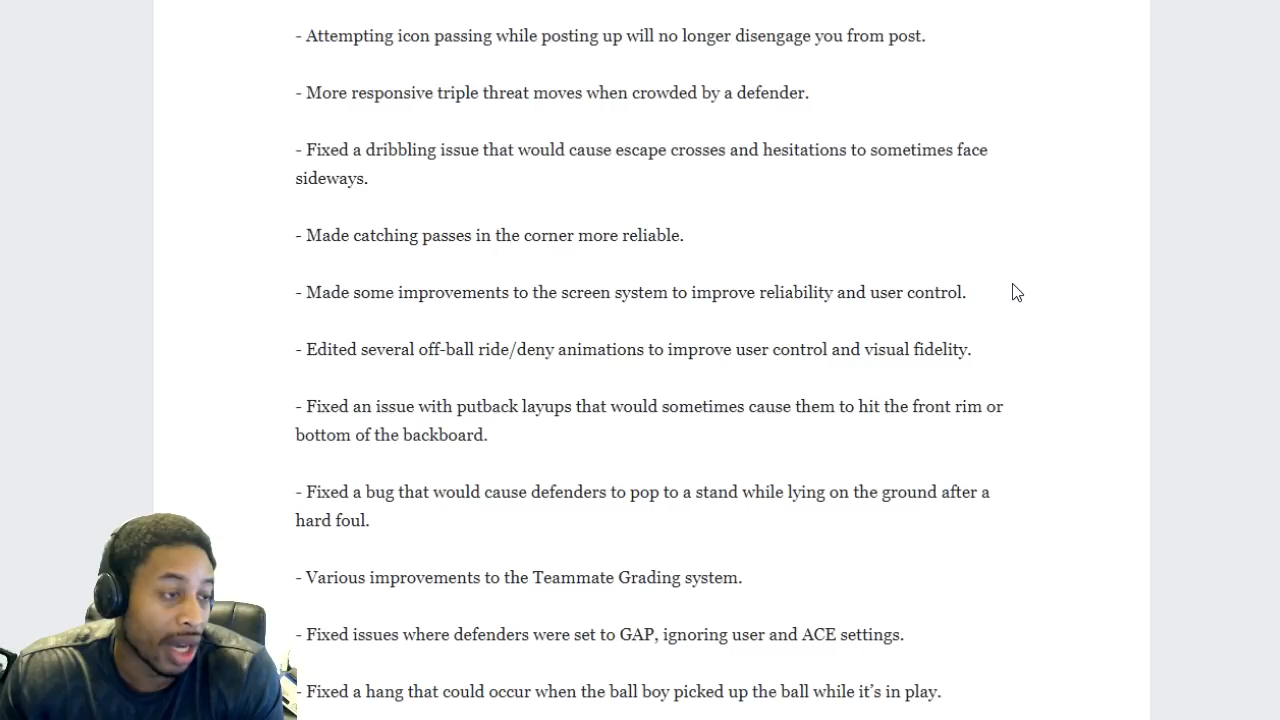 - Attempting icon passing while posting up will no longer disengage you from post.
- More responsive triple threat moves when crowded by a defender.
- Fixed a dribbling issue that would cause escape crosses and hesitations to sometimes face
sideways.
- Made catching passes in the corner more reliable.
- Made some improvements to the screen system to improve reliability and user control.
- Edited several off-ball ride/deny animations to improve user control and visual fidelity.
- Fixed an issue with putback layups that would sometimes cause them to hit the front rim or
bottom of the backboard.
- Fixed a bug that would cause defenders to pop to a stand while lying on the ground after a
hard foul.
- Various improvements to the Teammate Grading system.
- Fixed issues where defenders were set to GAP, ignoring user and ACE settings.
- Fixed a hang that could occur when the ball boy picked up the ball while it’s in play.